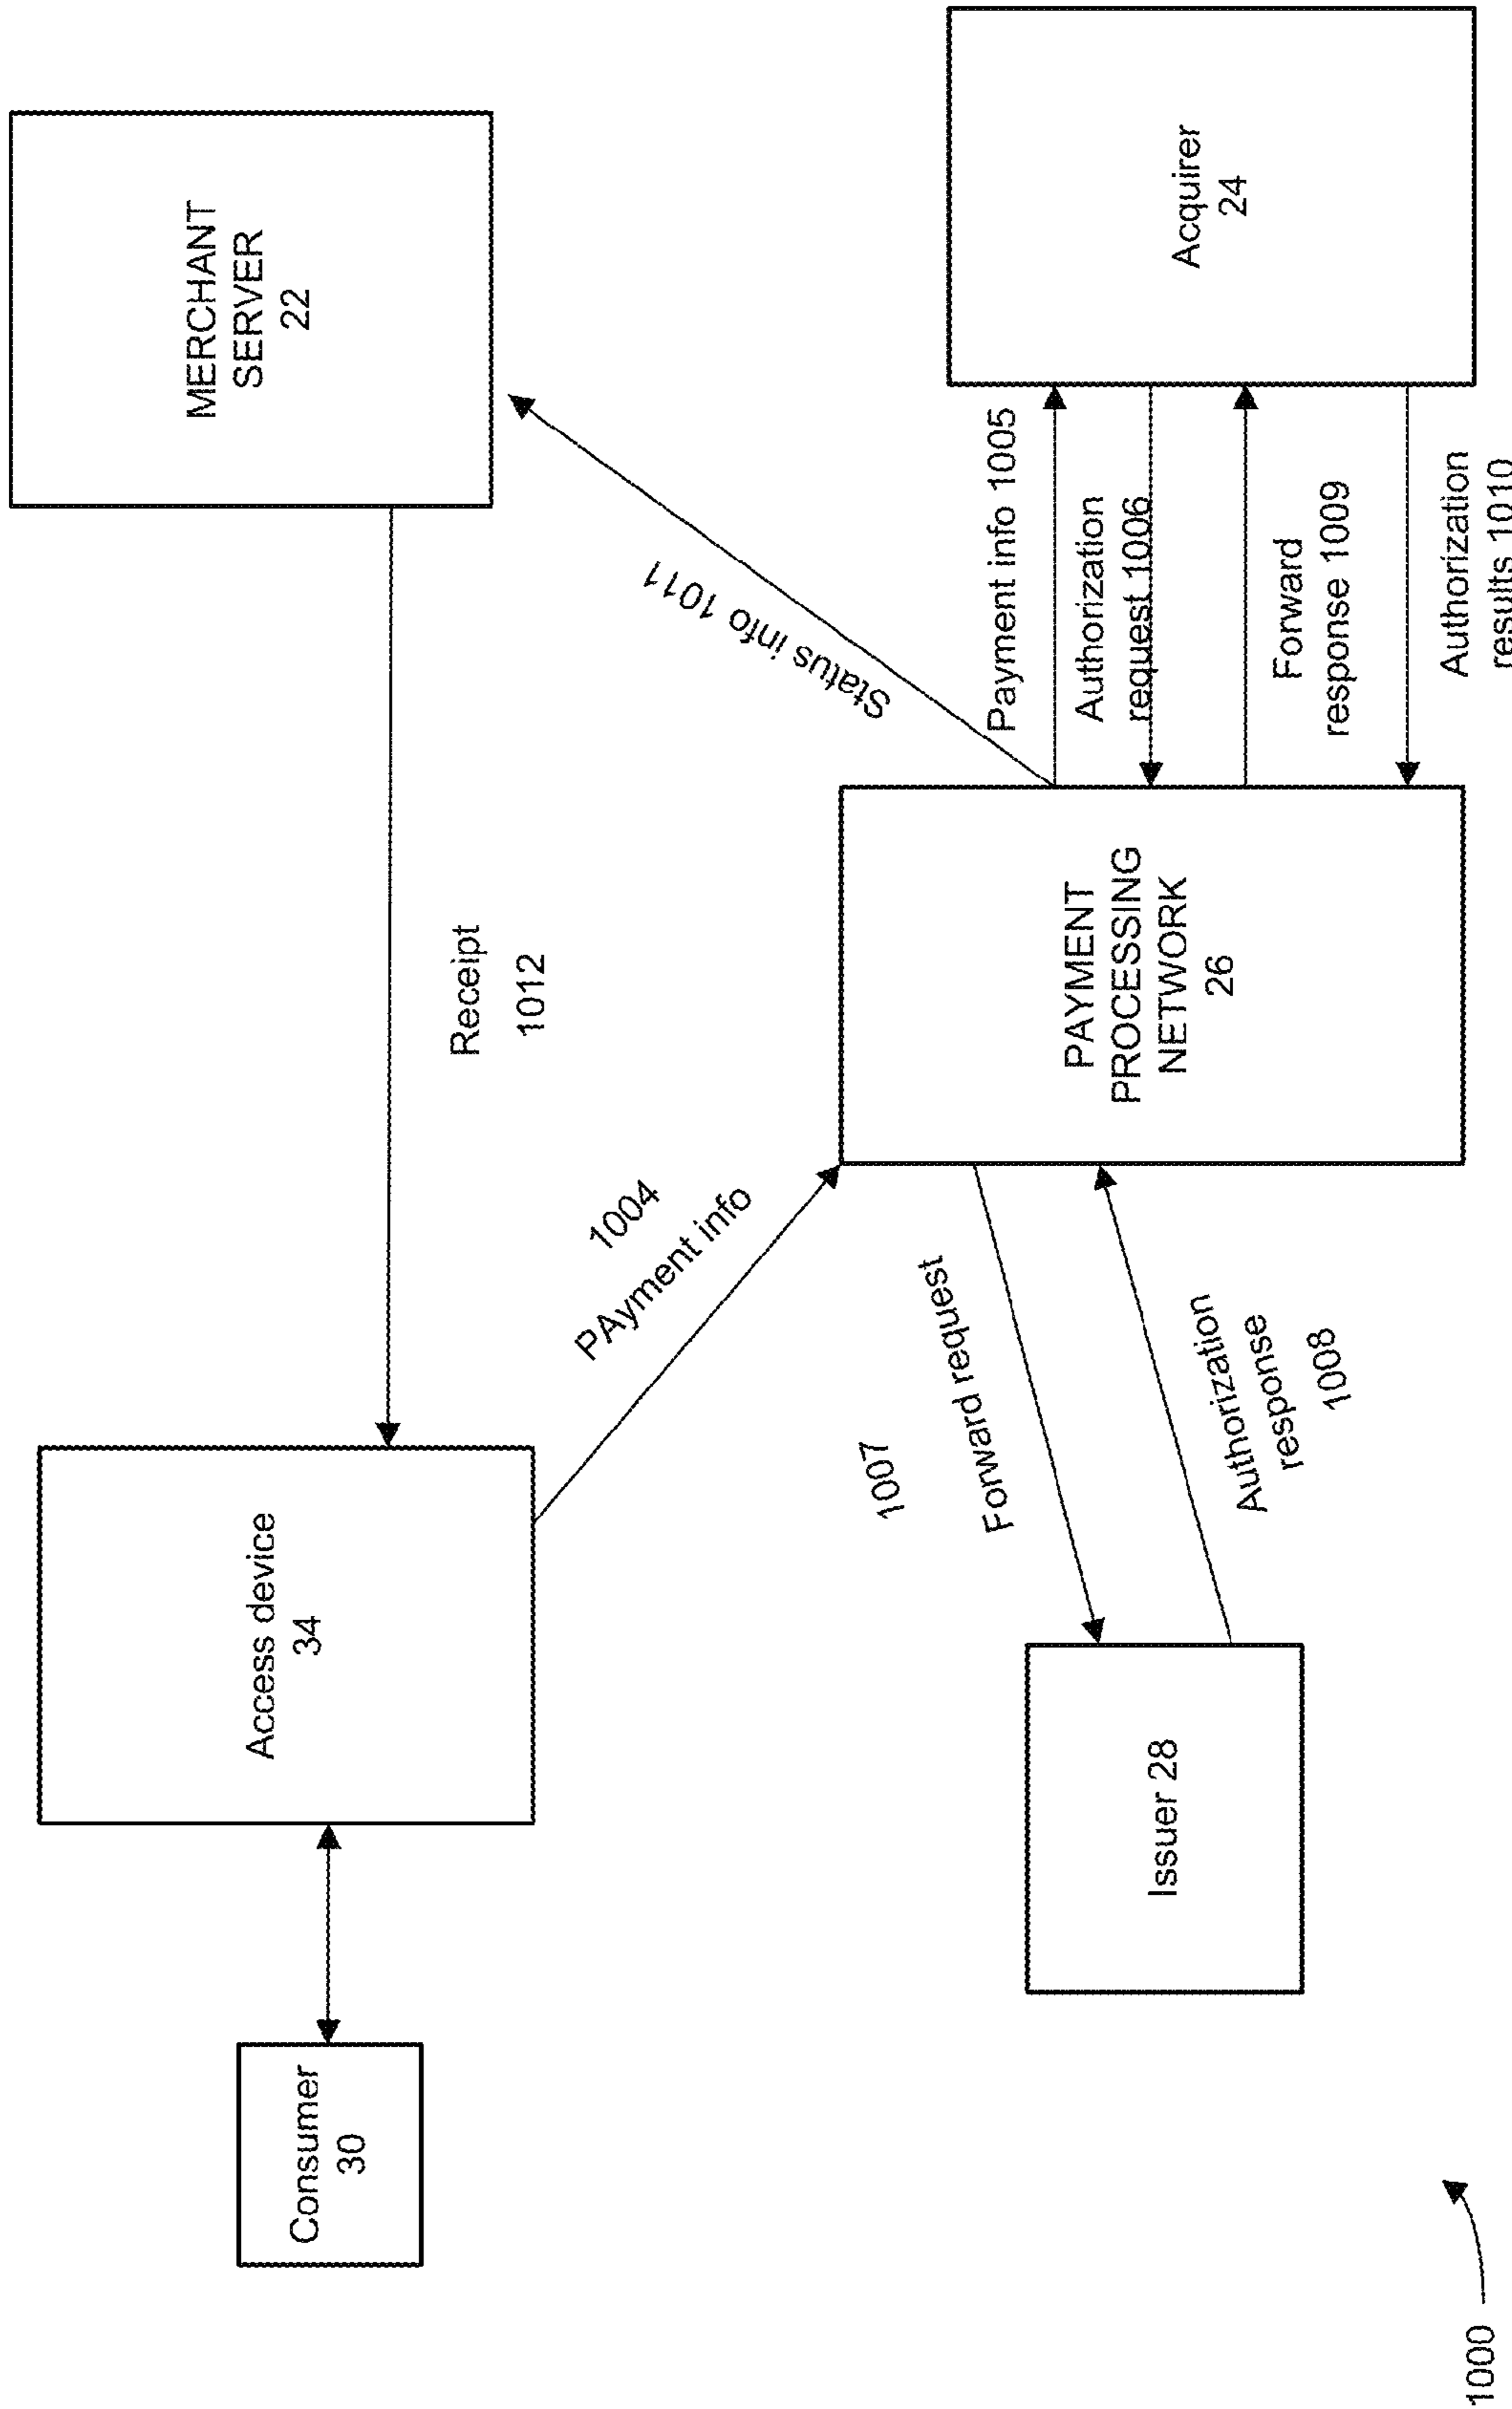 Consumer
30
Access device
34
MERCHANT
SERVER
22
Receipt
1012
1004
PAyment info
Status info 1011
1007
Forward request
Authorization
response
1008
Issuer 28
PAYMENT
PROCESSING
NETWORK
26
Payment info 1005
Authorization
request 1006
Forward
response 1009
Authorization
results 1010
Acquirer
24
1000